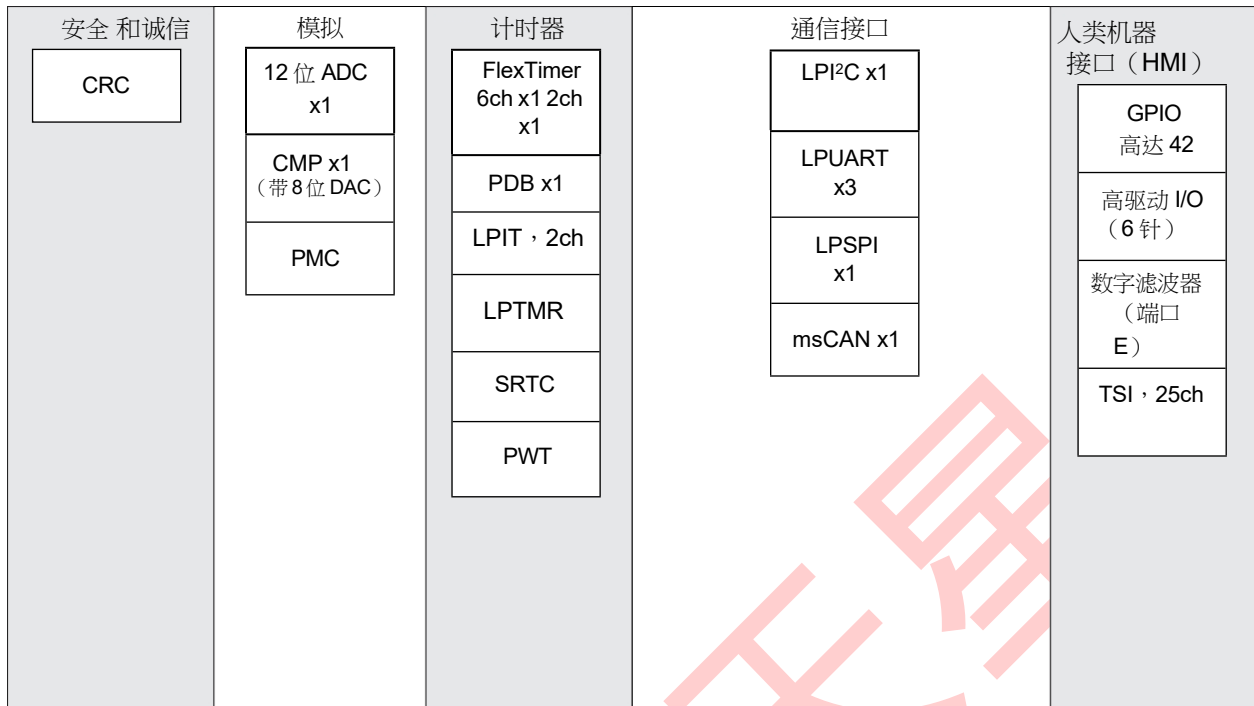 安全 和诚信
CRC
模拟
12 位 ADC
x1
CMP x1
（带 8 位 DAC）
PMC
计时器
FlexTimer
6ch x1 2ch
x1
PDB x1
LPIT，2ch
LPTMR
SRTC
PWT
通信接口
LPI²C x1
LPUART
x3
LPSPI
x1
msCAN x1
人类机器
接口（HMI）
GPIO
高达 42
高驱动 I/O
（6 针）
数字滤波器
（端口
E）
TSI，25ch
天星